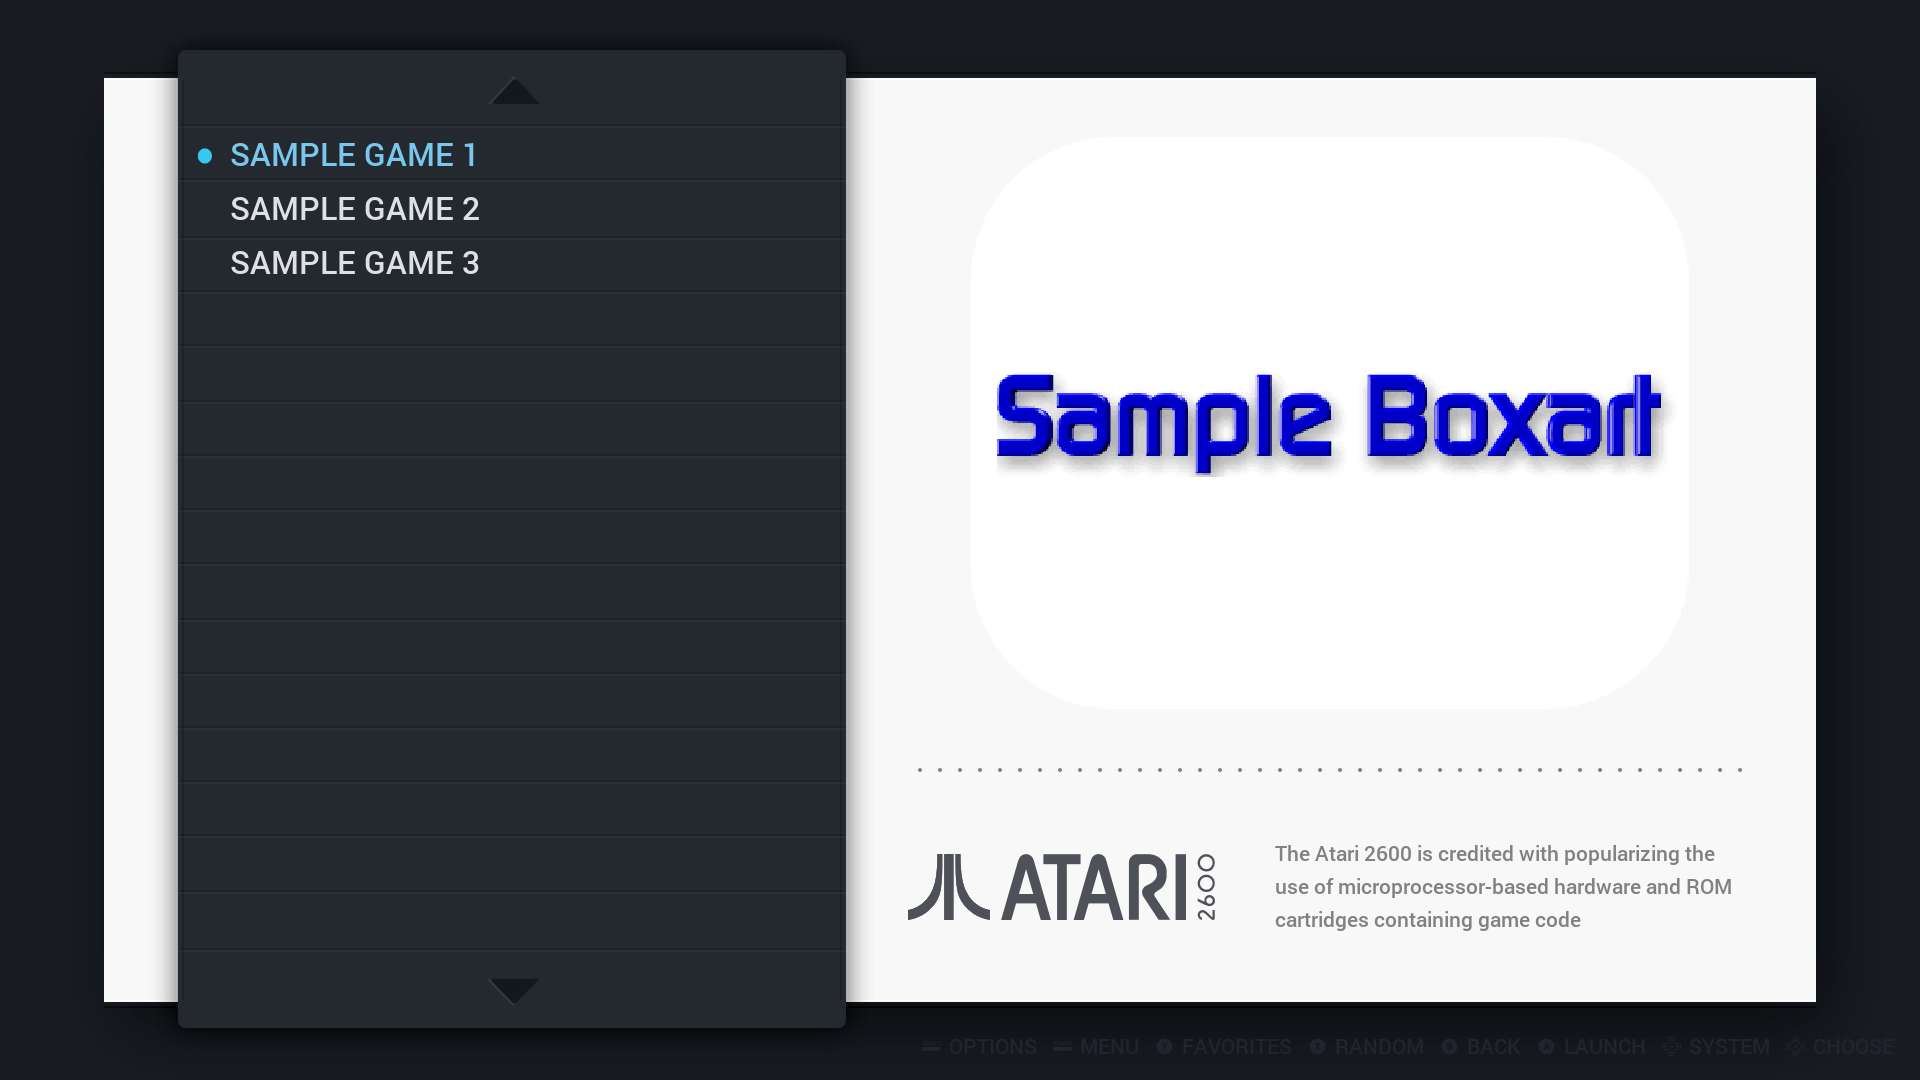 SAMPLE GAME 1
SAMPLE GAME 2
SAMPLE GAME 3
Sample Boxart
ATARI 2600
The Atari 2600 is credited with popularizing the
use of microprocessor-based hardware and ROM
cartridges containing game code
OPTIONS MENU FAVORITES RANDOM BACK LAUNCH SYSTEM CHOOSE